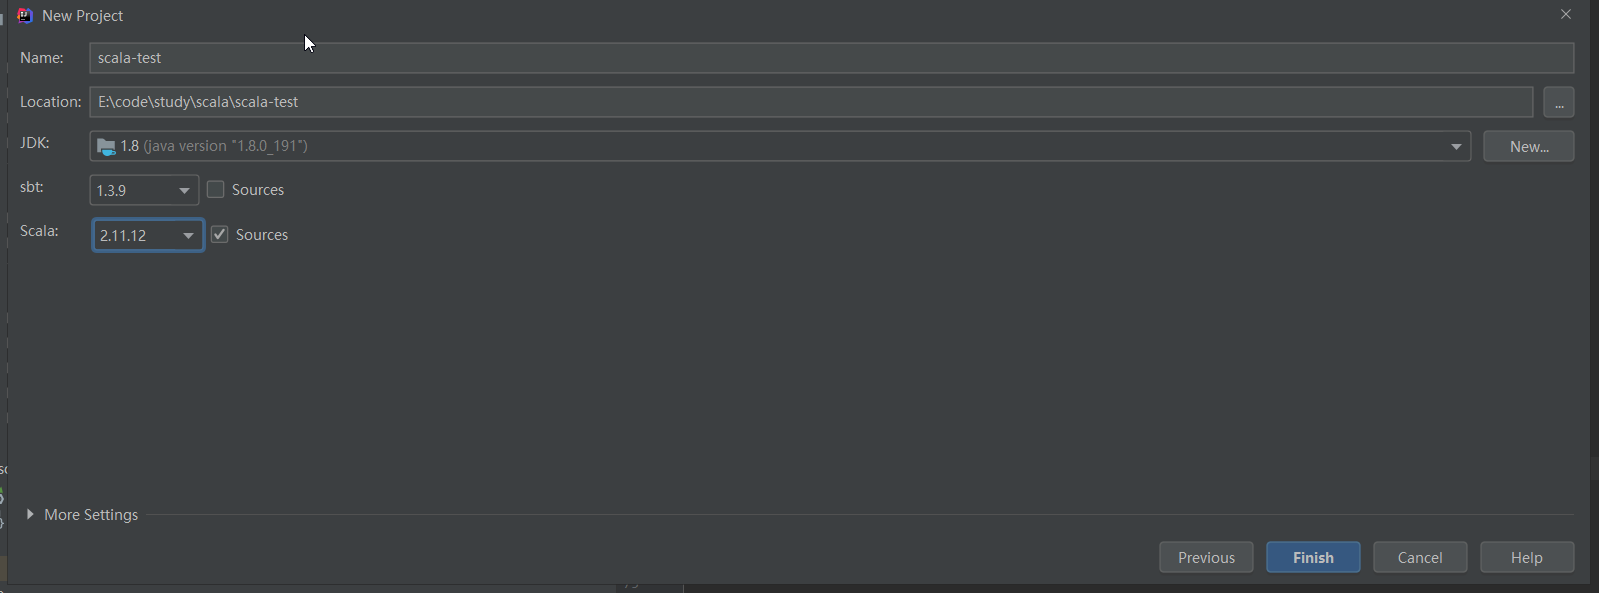 New Project
Name: scala-test
Location: E:\code\study\scala\scala-test ...
JDK: 1.8 (java version "1.8.0_191") New...
sbt: 1.3.9 Sources
Scala: 2.11.12 Sources
More Settings
Previous Finish Cancel Help